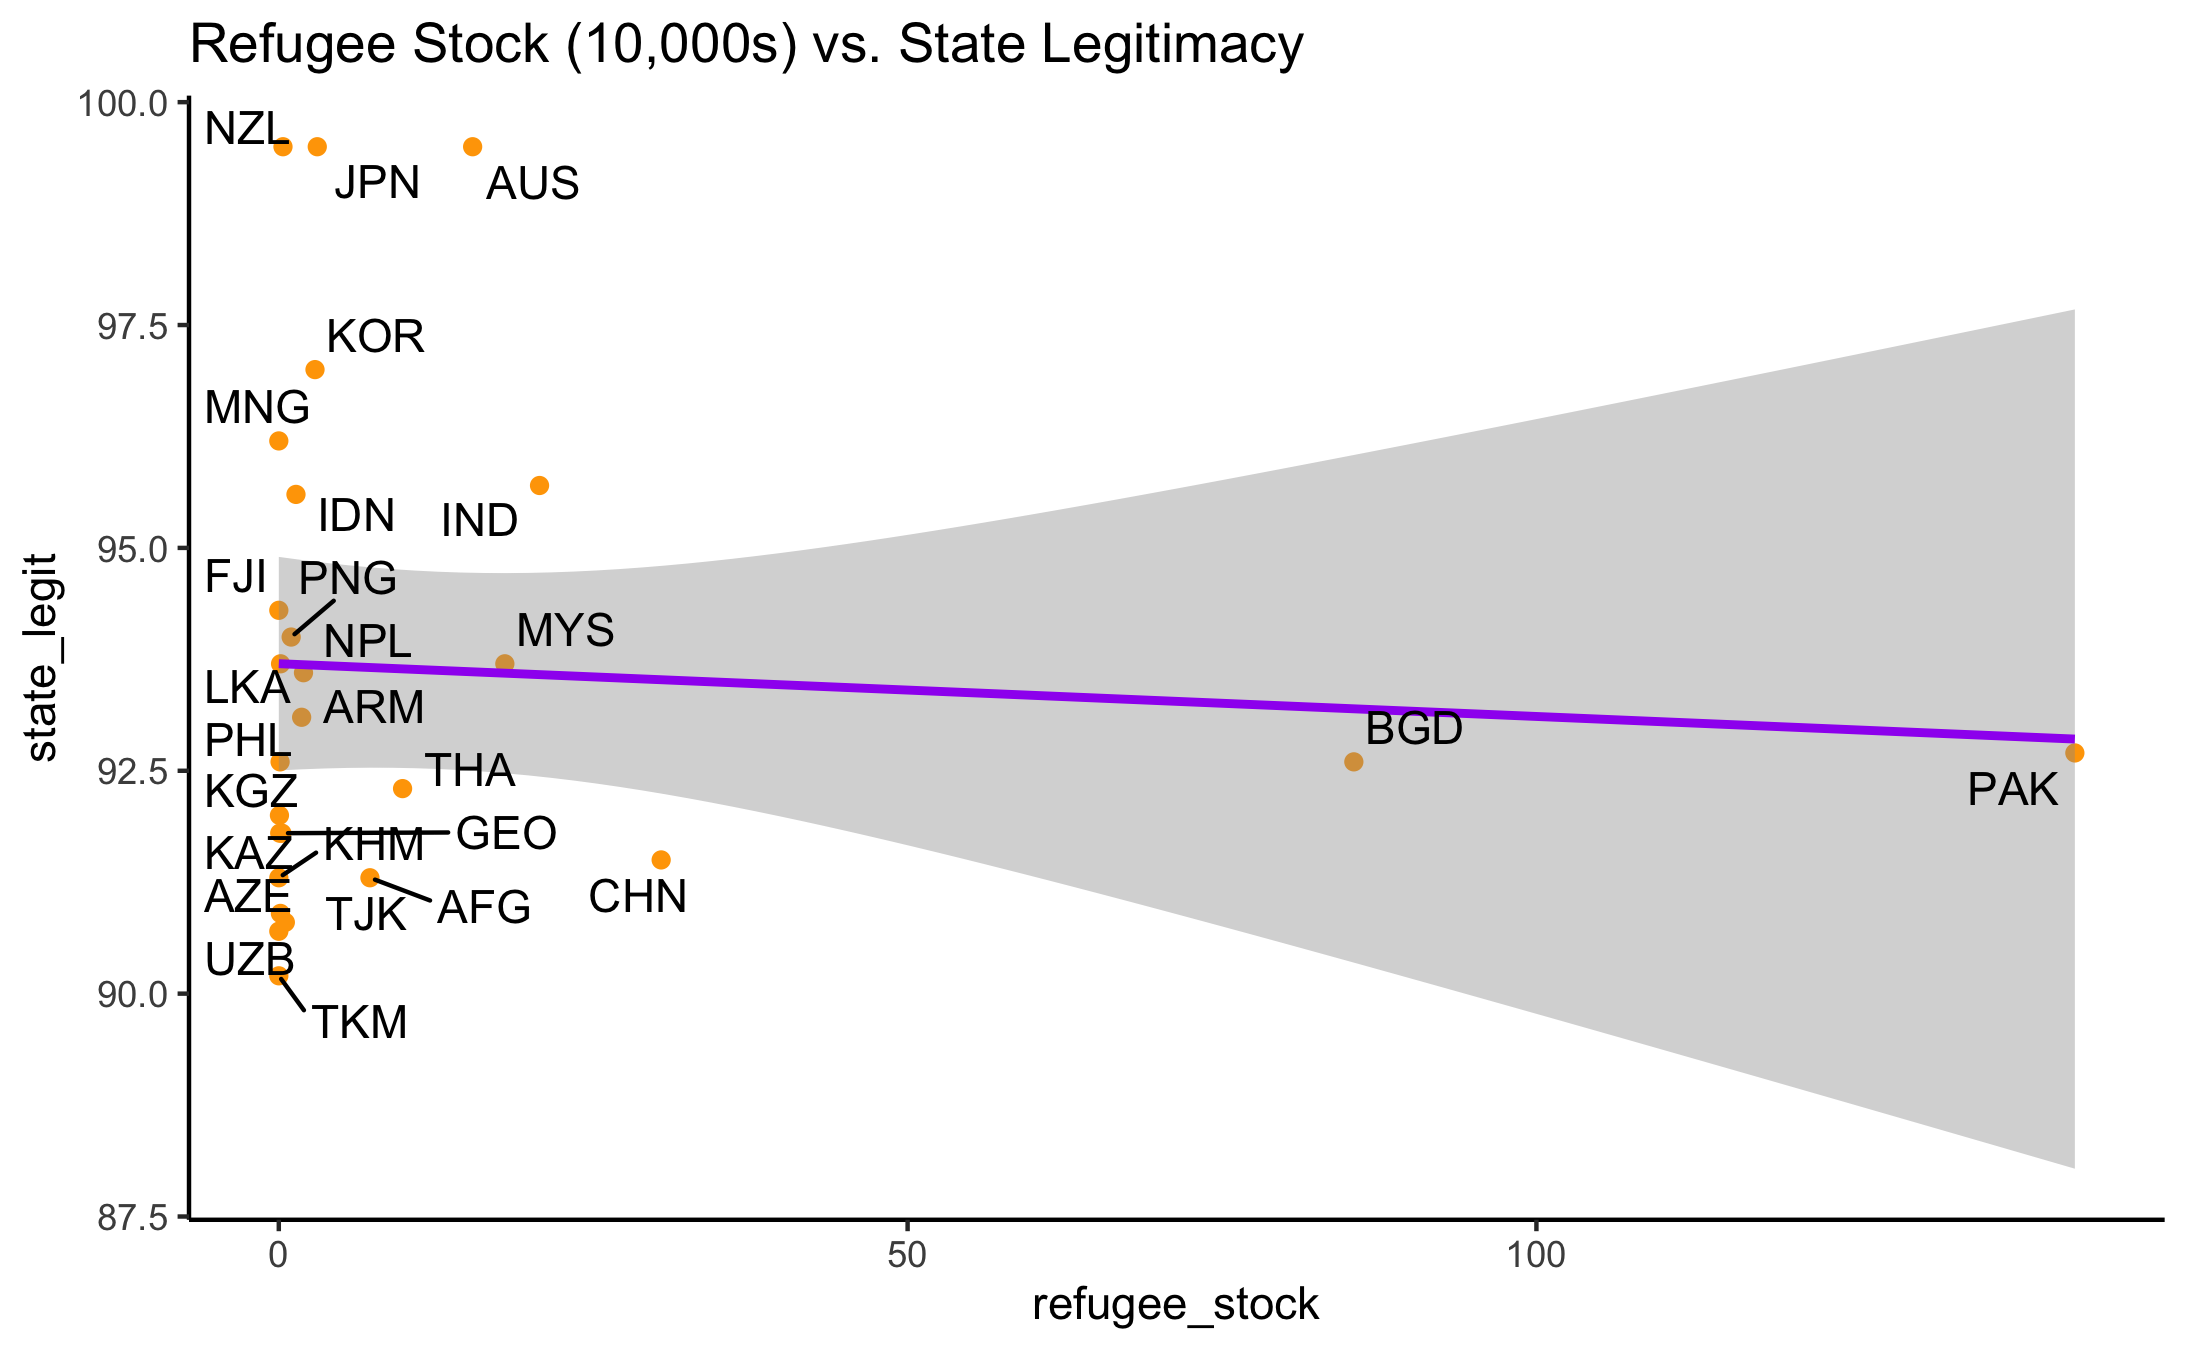 Refugee Stock (10,000s) vs. State Legitimacy
100.0
97.5
95.0
92.5
90.0
87.5
state_legit
NZL
JPN
AUS
KOR
MNG
IDN
IND
FJI
PNG
NPL
MYS
LKA
ARM
PHL
BGD
THA
PAK
KGZ
GEO
KHM
KAZ
AZE
TJK
AFG
CHN
UZB
TKM
0
50
100
refugee_stock